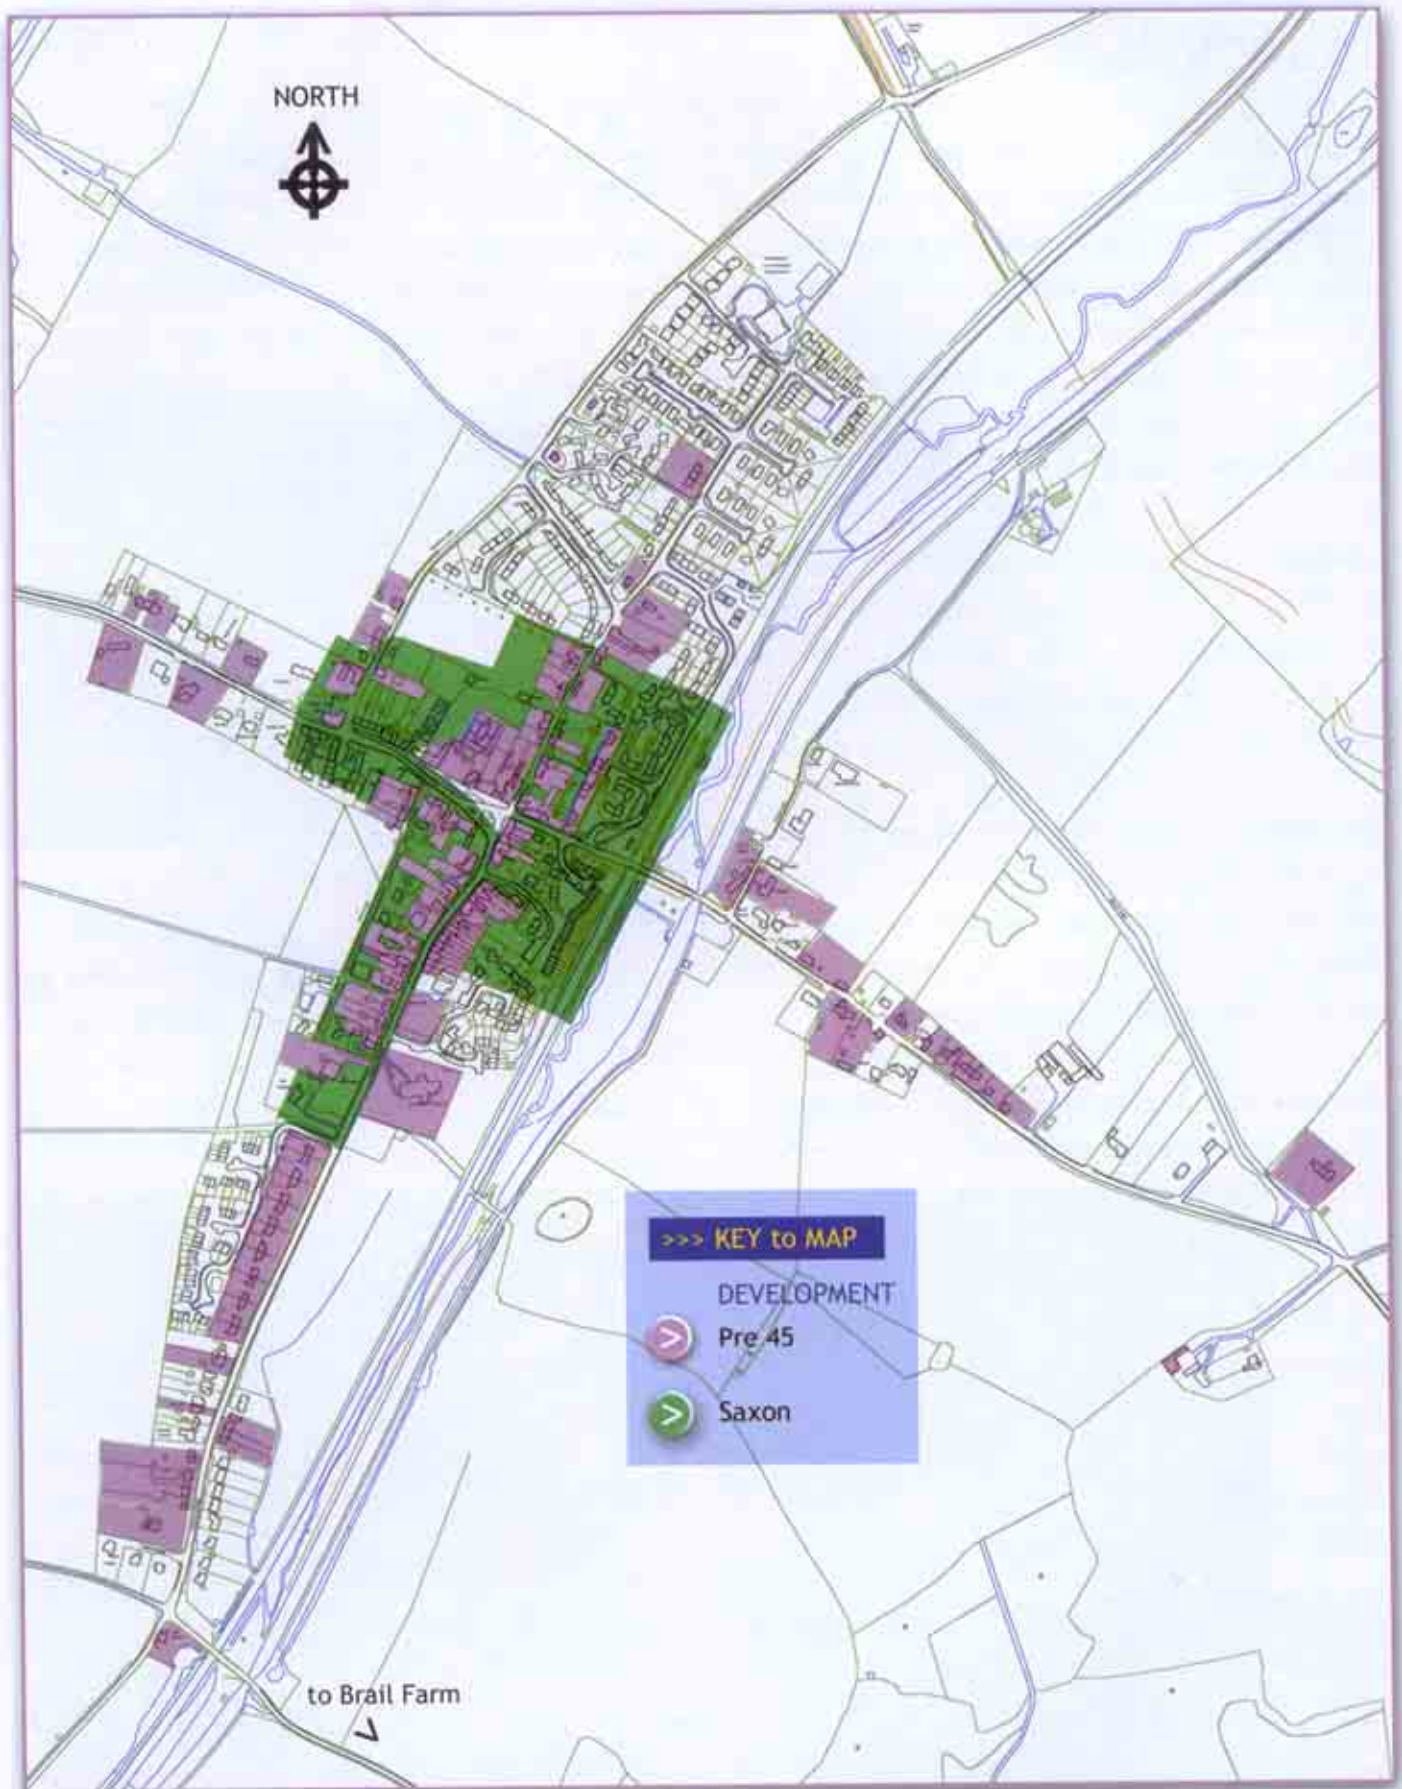 NORTH
>>> KEY to MAP
DEVELOPMENT
> Pre 45
> Saxon
to Brail Farm